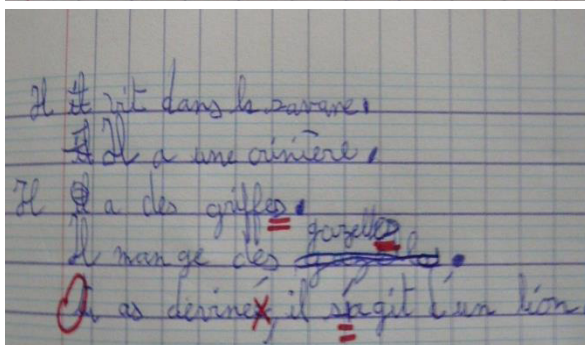 Il vit dans la savane.
Il a une crinière.
Il a des griffes.
gazelles
Il mange des .
as deviné, il s'agit d'un lion.